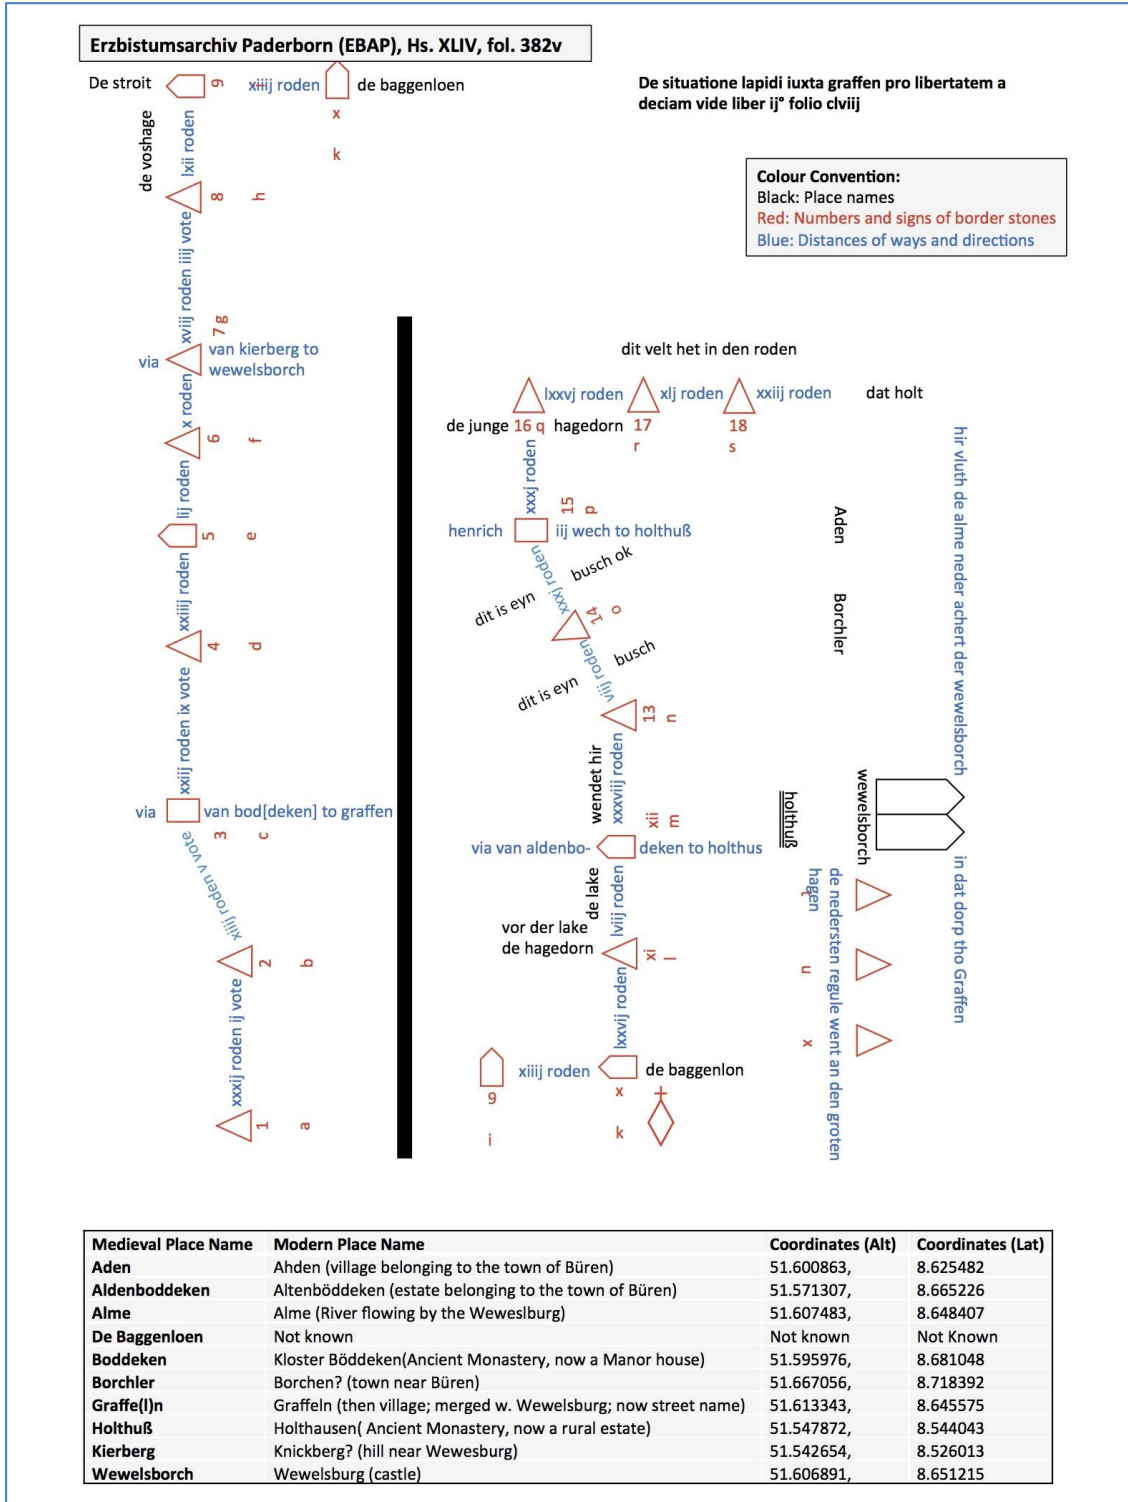 Erzbistumsarchiv Paderborn (EBAP), Hs. XLIV, fol. 382v
De stroit
9
xiiij roden
de baggenloen
x
k
De situatione lapidi iuxta graffen pro libertatem a
deciam vide liber ij° folio clviij
Colour Convention:
Black: Place names
Red: Numbers and signs of border stones
Blue: Distances of ways and directions
de voshage
lxii roden
8
h
xviij roden iiij vote
7 g
via
van kierberg to
wewelsborch
x roden
6
f
lij roden
5
e
xxiiij roden
4
d
xxiij roden ix vote
via
van bod[deken] to graffen
3
c
xiiij roden v vote
2
b
xxxij roden ij vote
1
a
dit velt het in den roden
lxxvj roden
xlj roden
xxiij roden
dat holt
de junge
16 q
hagedorn
17
r
18
s
xxxj roden
15
p
henrich
iij wech to holthuß
xxxj roden
busch ok
dit is eyn
14
o
viij roden
busch
dit is eyn
13
n
wendet hir
xxxviij roden
xii
m
via van aldenbo-
deken to holthus
de lake
lviij roden
vor der lake
de hagedorn
xi
l
lxxvij roden
xiiij roden
de baggenlon
9
i
x
k
Aden
Borchler
holthuß
wewelsborch
hir vluth de alme neder achert der wewelsborch
in dat dorp tho Graffen
de nedersten regule went an den groten
hagen
t
u
x
Medieval Place Name Modern Place Name Coordinates (Alt) Coordinates (Lat)
Aden Ahden (village belonging to the town of Büren) 51.600863, 8.625482
Aldenboddeken Altenböddeken (estate belonging to the town of Büren) 51.571307, 8.665226
Alme Alme (River flowing by the Weweslburg) 51.607483, 8.648407
De Baggenloen Not known Not known Not Known
Boddeken Kloster Böddeken(Ancient Monastery, now a Manor house) 51.595976, 8.681048
Borchler Borchen? (town near Büren) 51.667056, 8.718392
Graffe(l)n Graffeln (then village; merged w. Wewelsburg; now street name) 51.613343, 8.645575
Holthuß Holthausen( Ancient Monastery, now a rural estate) 51.547872, 8.544043
Kierberg Knickberg? (hill near Wewesburg) 51.542654, 8.526013
Wewelsborch Wewelsburg (castle) 51.606891, 8.651215